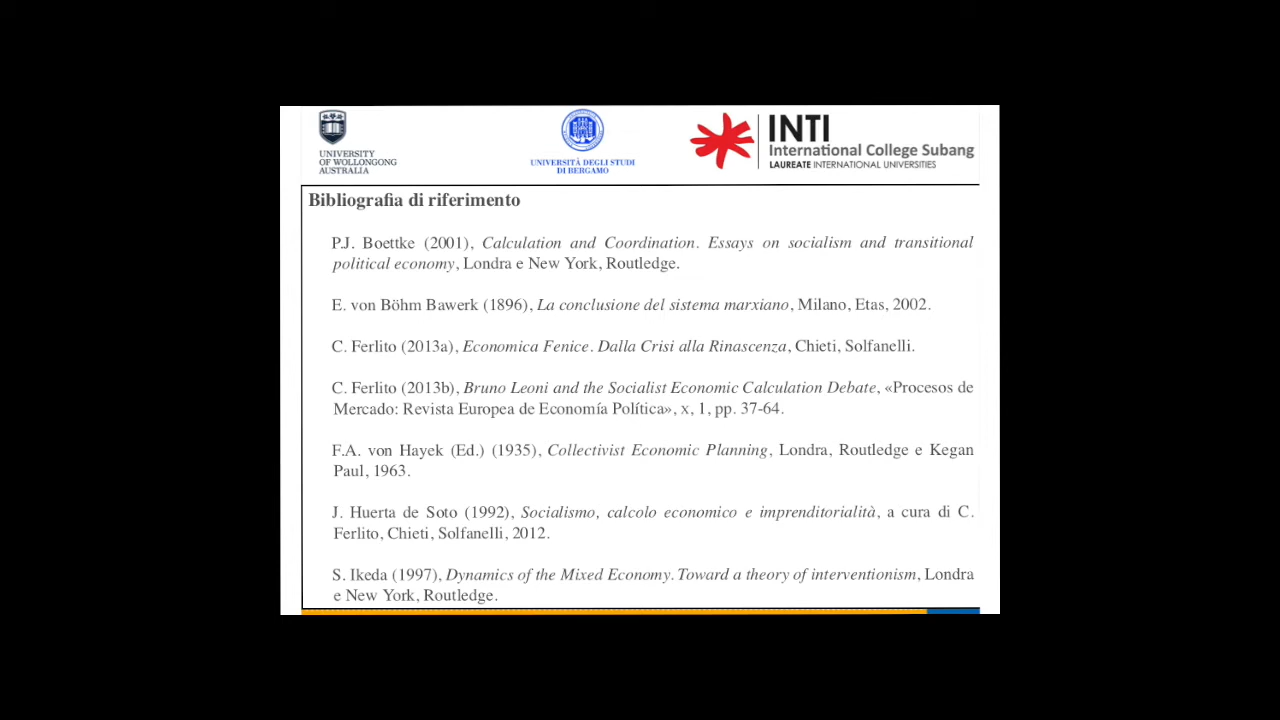 UNIVERSITY
OF WOLLONGONG
AUSTRALIA
UNIVERSITÀ DEGLI STUDI
DI BERGAMO
INTI
International College Subang
LAUREATE INTERNATIONAL UNIVERSITIES
Bibliografia di riferimento
P.J. Boettke (2001), Calculation and Coordination. Essays on socialism and transitional
political economy, Londra e New York, Routledge.
E. von Böhm Bawerk (1896), La conclusione del sistema marxiano, Milano, Etas, 2002.
C. Ferlito (2013a), Economica Fenice. Dalla Crisi alla Rinascenza, Chieti, Solfanelli.
C. Ferlito (2013b), Bruno Leoni and the Socialist Economic Calculation Debate, «Procesos de
Mercado: Revista Europea de Economía Política», x, 1, pp. 37-64.
F.A. von Hayek (Ed.) (1935), Collectivist Economic Planning, Londra, Routledge e Kegan
Paul, 1963.
J. Huerta de Soto (1992), Socialismo, calcolo economico e imprenditorialità, a cura di C.
Ferlito, Chieti, Solfanelli, 2012.
S. Ikeda (1997), Dynamics of the Mixed Economy. Toward a theory of interventionism, Londra
e New York, Routledge.